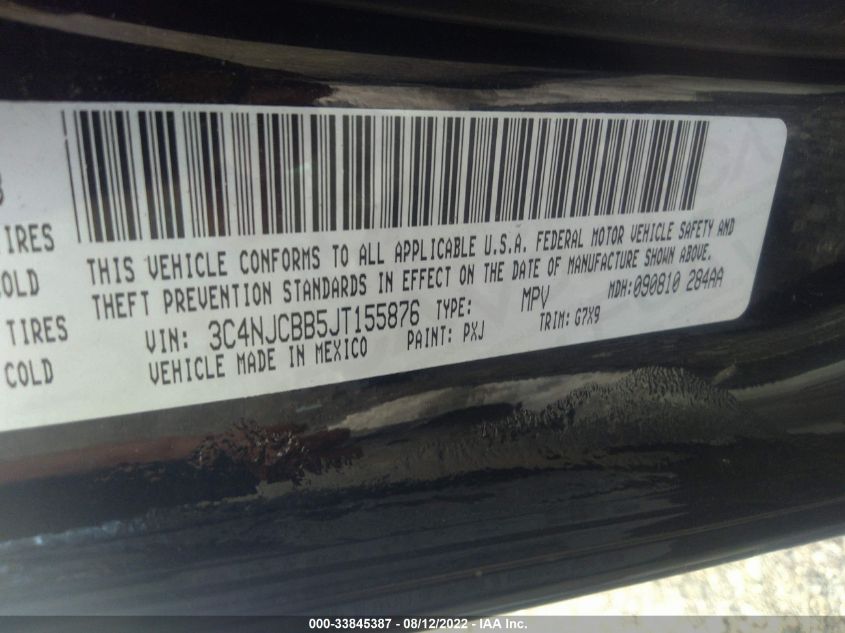 THIS VEHICLE CONFORMS TO ALL APPLICABLE U.S.A. FEDERAL MOTOR VEHICLE SAFETY AND
THEFT PREVENTION STANDARDS IN EFFECT ON THE DATE OF MANUFACTURE SHOWN ABOVE.
VIN: 3C4NJCBB5JT155876 TYPE: MPV MDH:090810 284AA
VEHICLE MADE IN MEXICO PAINT: PXJ TRIM: G7X9
IRES
OLD
TIRES
COLD
000-33845387 - 08/12/2022 - IAA Inc.